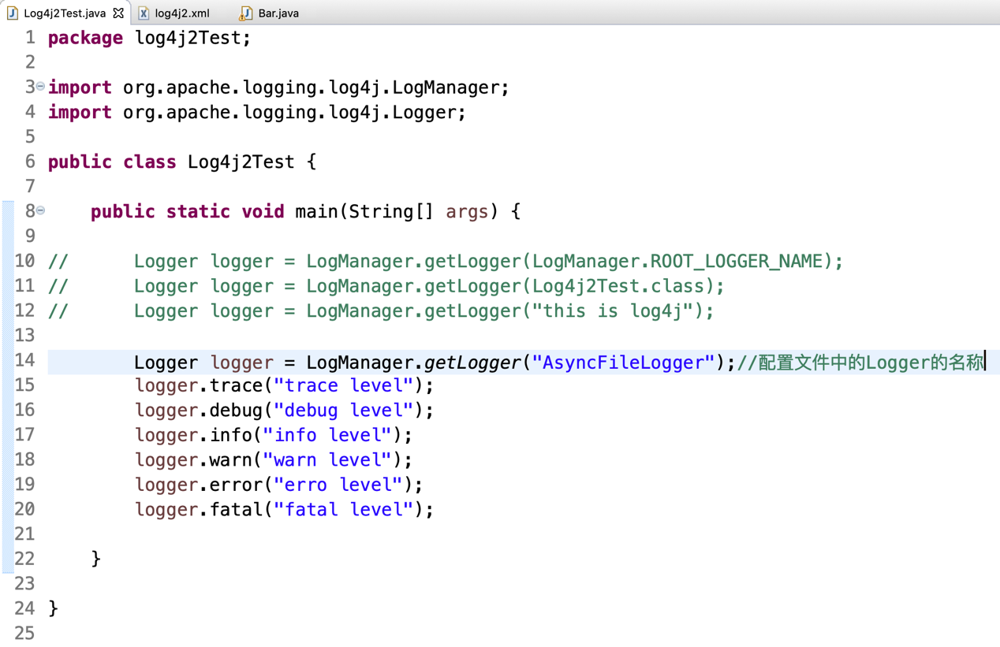 Log4j2Test.java log4j2.xml Bar.java
1 package log4j2Test;
2
3 import org.apache.logging.log4j.LogManager;
4 import org.apache.logging.log4j.Logger;
5
6 public class Log4j2Test {
7
8     public static void main(String[] args) {
9
10 //      Logger logger = LogManager.getLogger(LogManager.ROOT_LOGGER_NAME);
11 //      Logger logger = LogManager.getLogger(Log4j2Test.class);
12 //      Logger logger = LogManager.getLogger("this is log4j");
13
14         Logger logger = LogManager.getLogger("AsyncFileLogger");//配置文件中的Logger的名称
15         logger.trace("trace level");
16         logger.debug("debug level");
17         logger.info("info level");
18         logger.warn("warn level");
19         logger.error("erro level");
20         logger.fatal("fatal level");
21
22     }
23
24 }
25